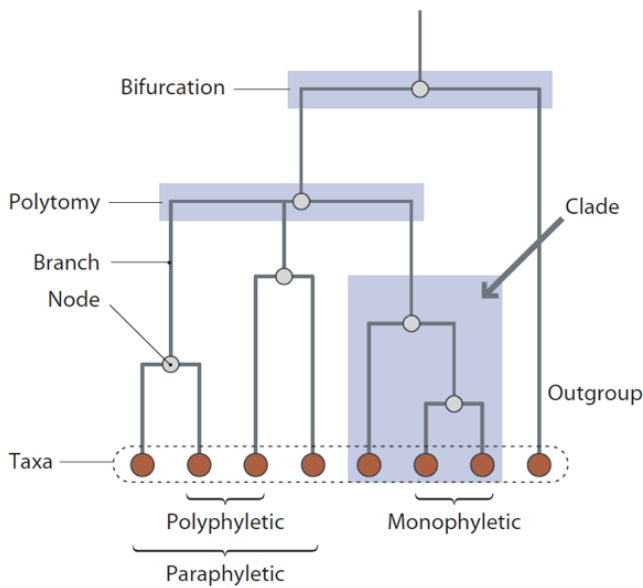 Bifurcation
Polytomy
Clade
Branch
Node
Outgroup
Taxa
Polyphyletic
Monophyletic
Paraphyletic